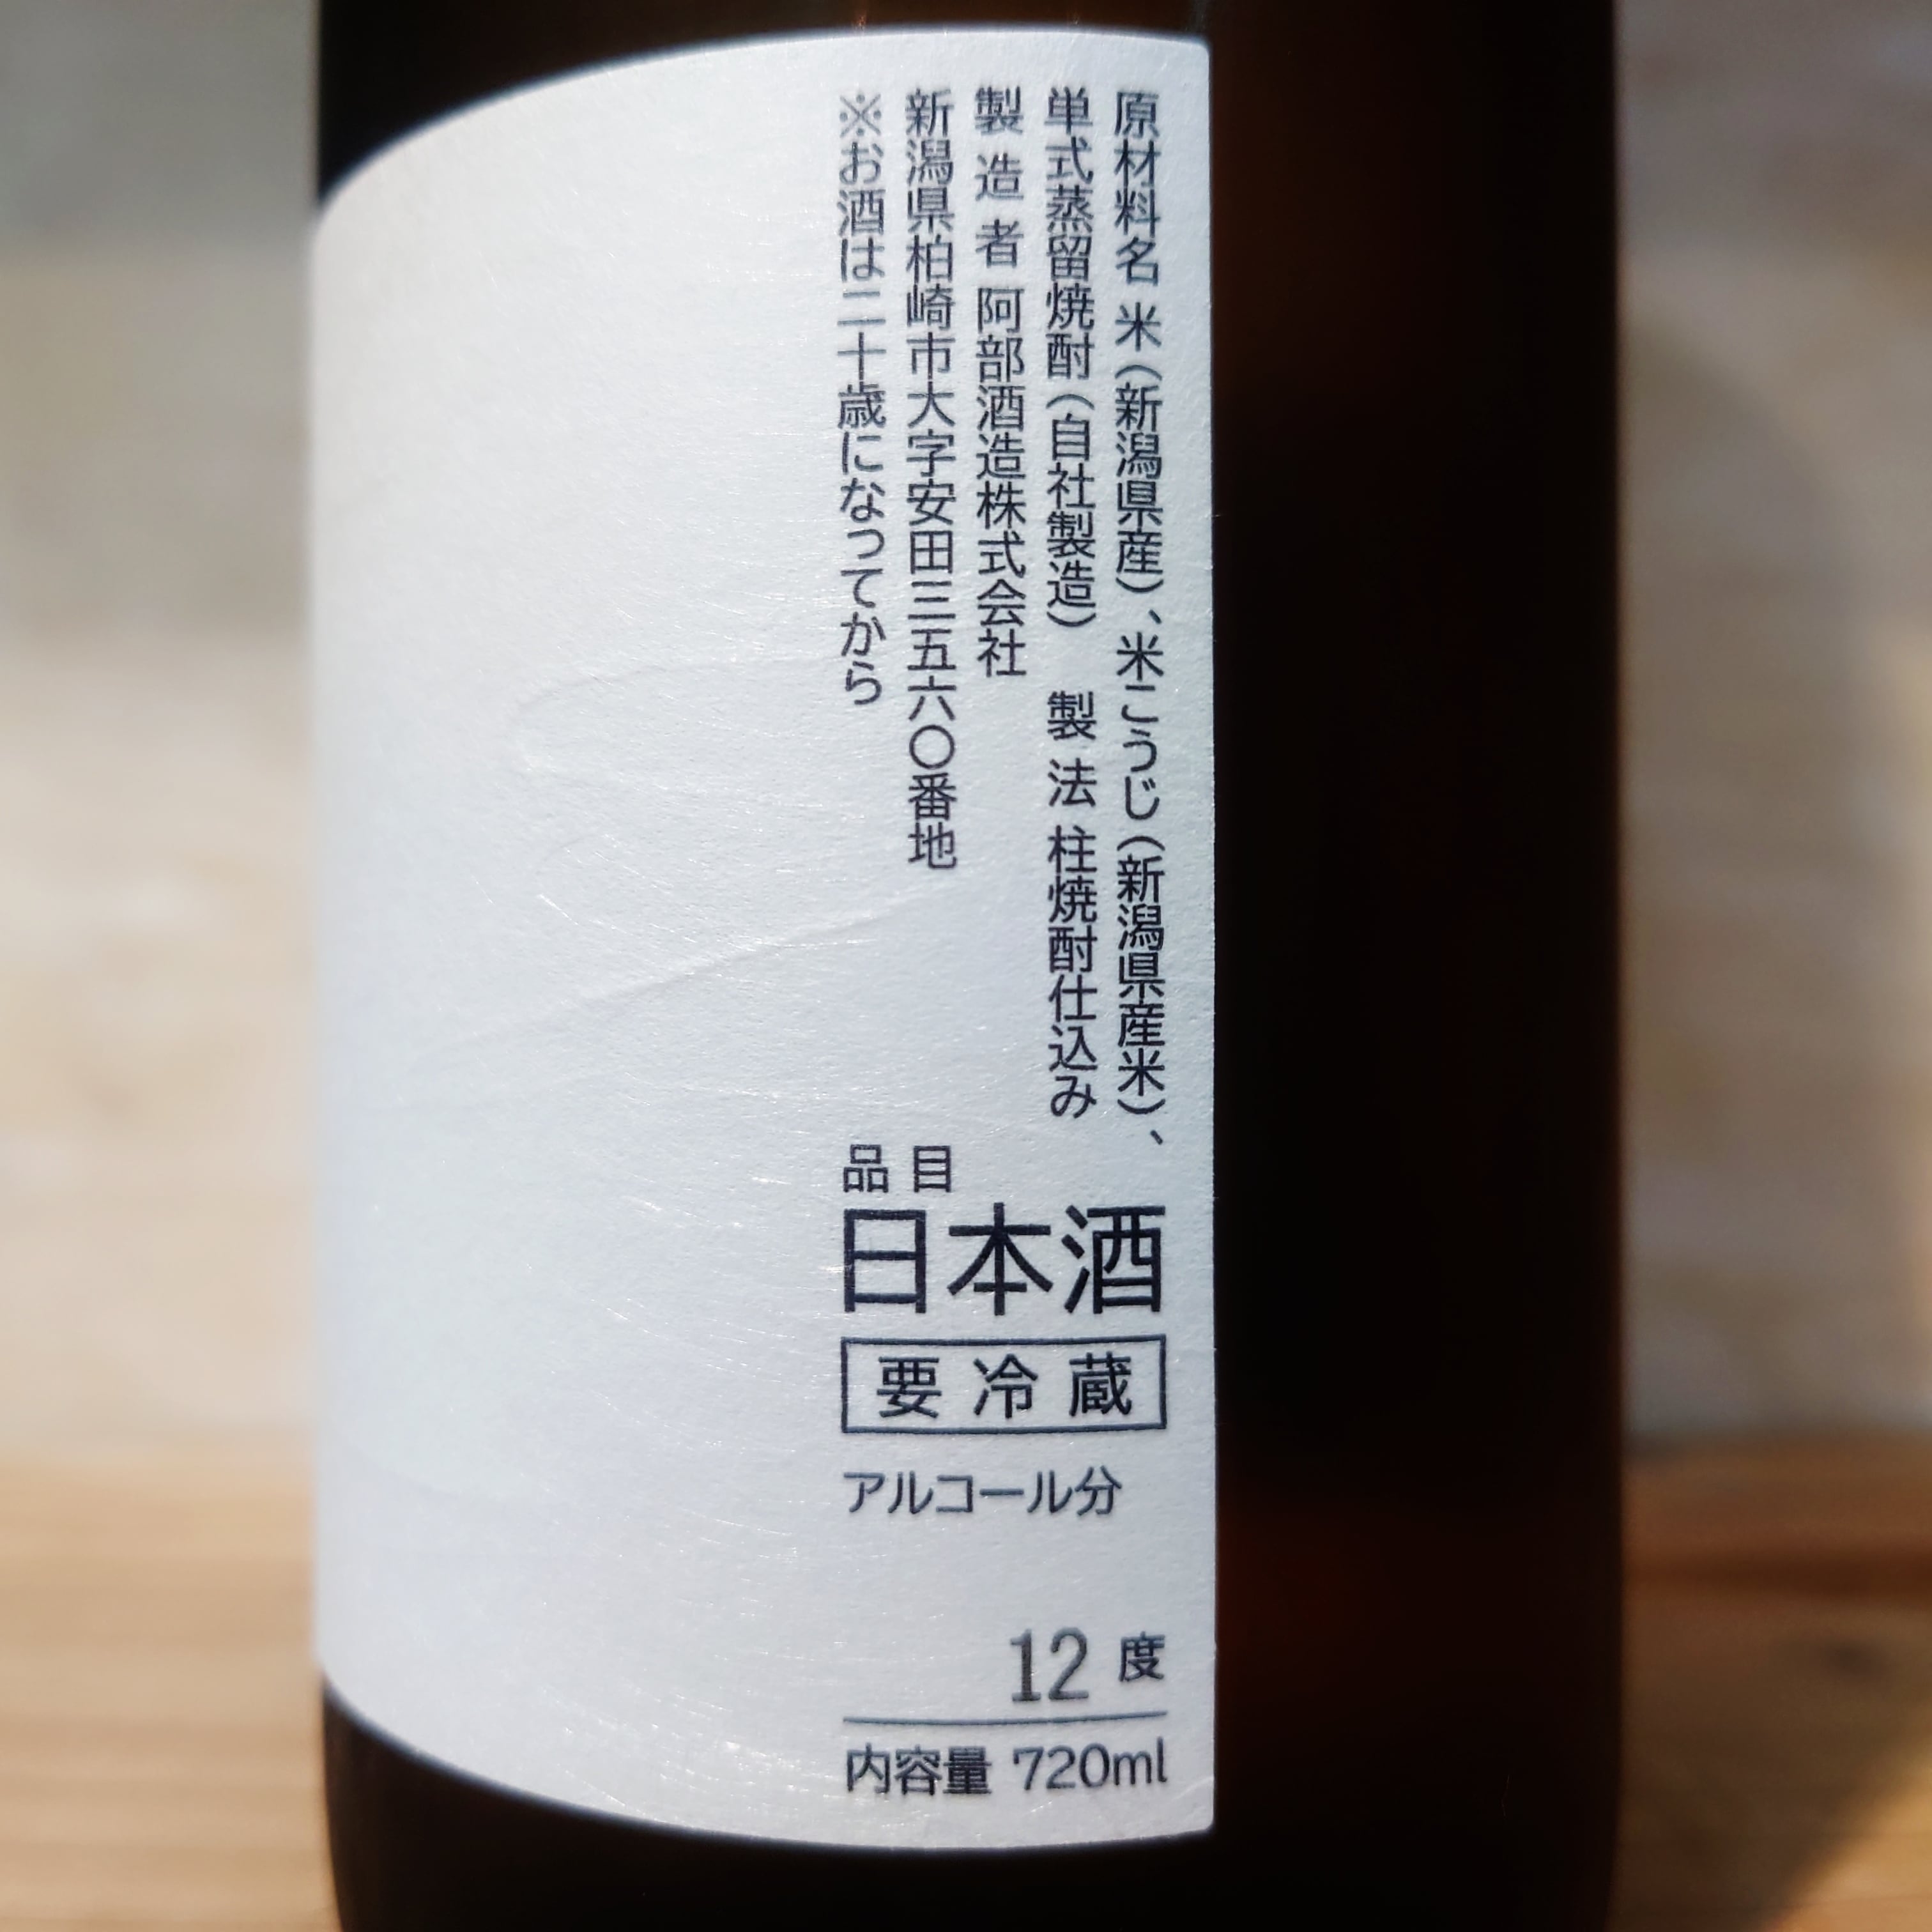 原材料名 米（新潟県産）、米こうじ（新潟県産米）、
単式蒸留焼酎（自社製造） 製法 柱焼酎仕込み
製造者 阿部酒造株式会社
新潟県柏崎市大字安田三五六〇番地
※お酒は二十歳になってから
品目
日本酒
要冷蔵
アルコール分
12度
内容量 720ml